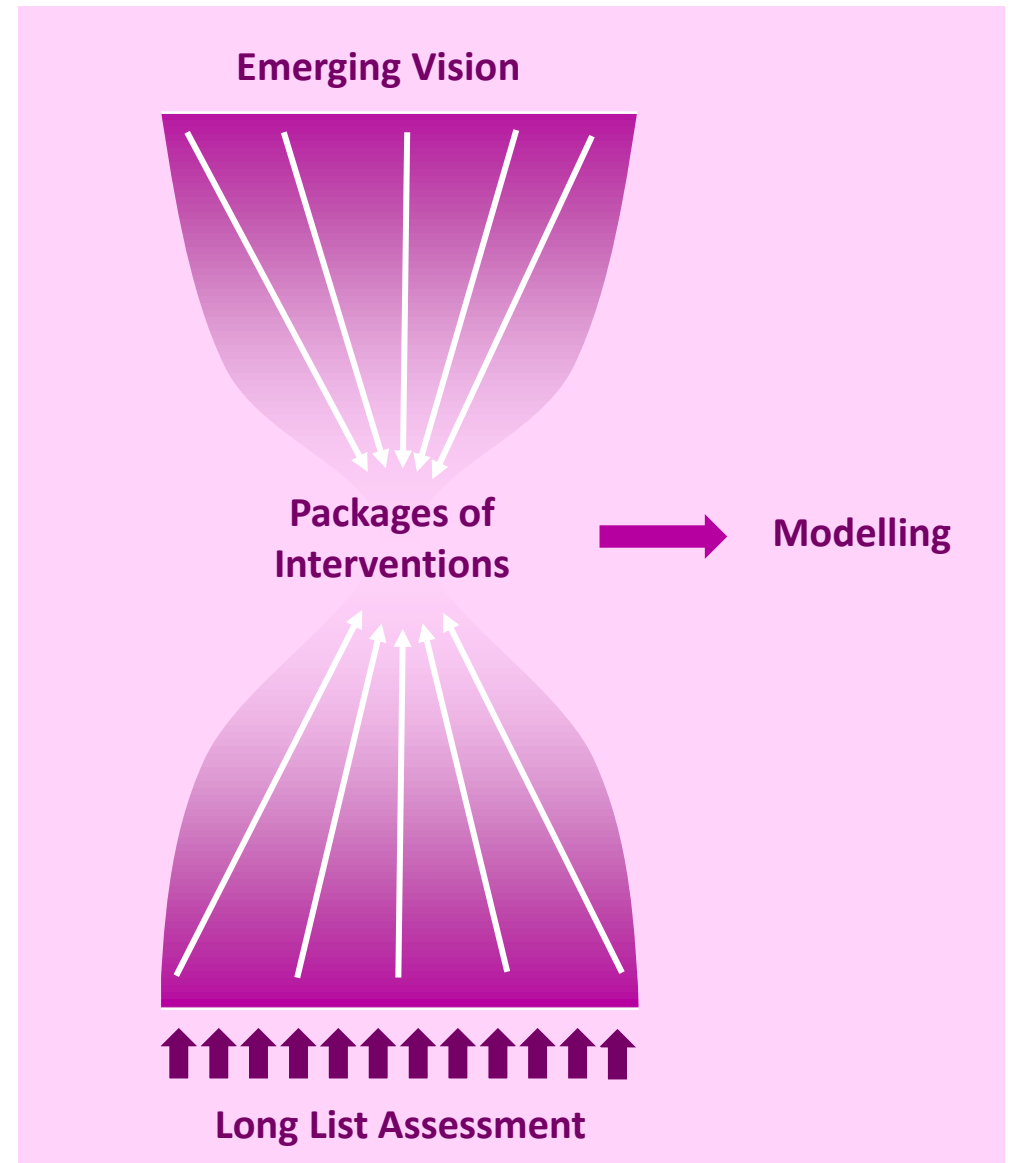 Emerging Vision
Packages of
Interventions
Modelling
Long List Assessment